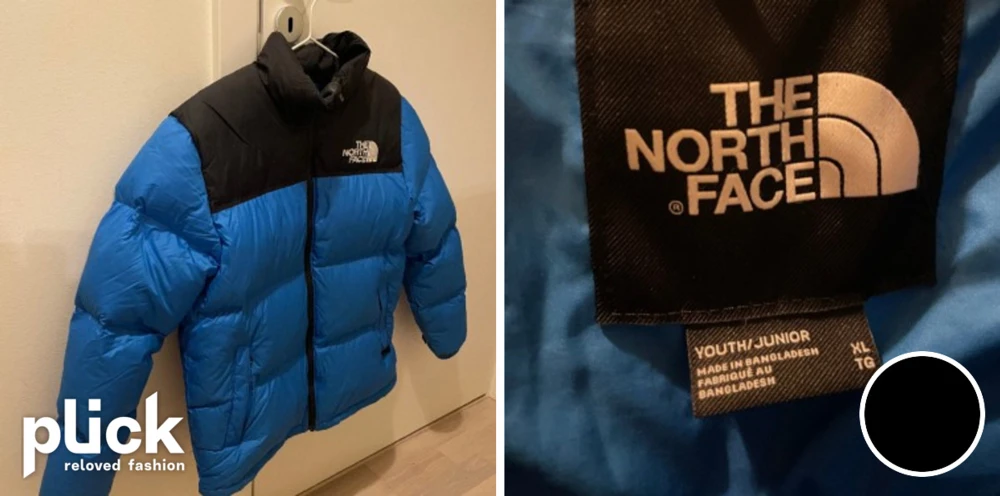 THE
NORTH
FACE
plick
reloved fashion
THE
NORTH
FACE
®
YOUTH/JUNIOR XL
MADE IN BANGLADESH TG
FABRIQUÉ AU
BANGLADESH